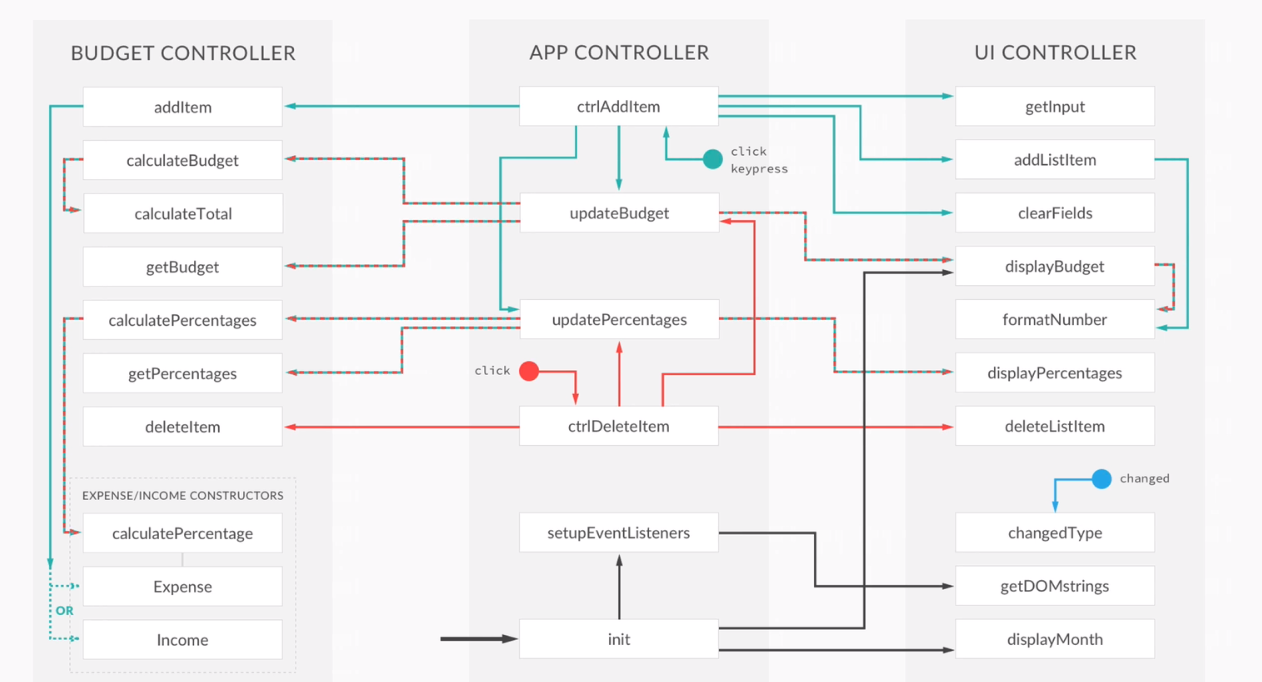 BUDGET CONTROLLER
addItem
calculateBudget
calculateTotal
getBudget
calculatePercentages
getPercentages
deleteItem
EXPENSE/INCOME CONSTRUCTORS
calculatePercentage
Expense
OR
Income
APP CONTROLLER
ctrlAddItem
click
keypress
updateBudget
updatePercentages
click
ctrlDeleteItem
setupEventListeners
init
UI CONTROLLER
getInput
addListItem
clearFields
displayBudget
formatNumber
displayPercentages
deleteListItem
changed
changedType
getDOMstrings
displayMonth